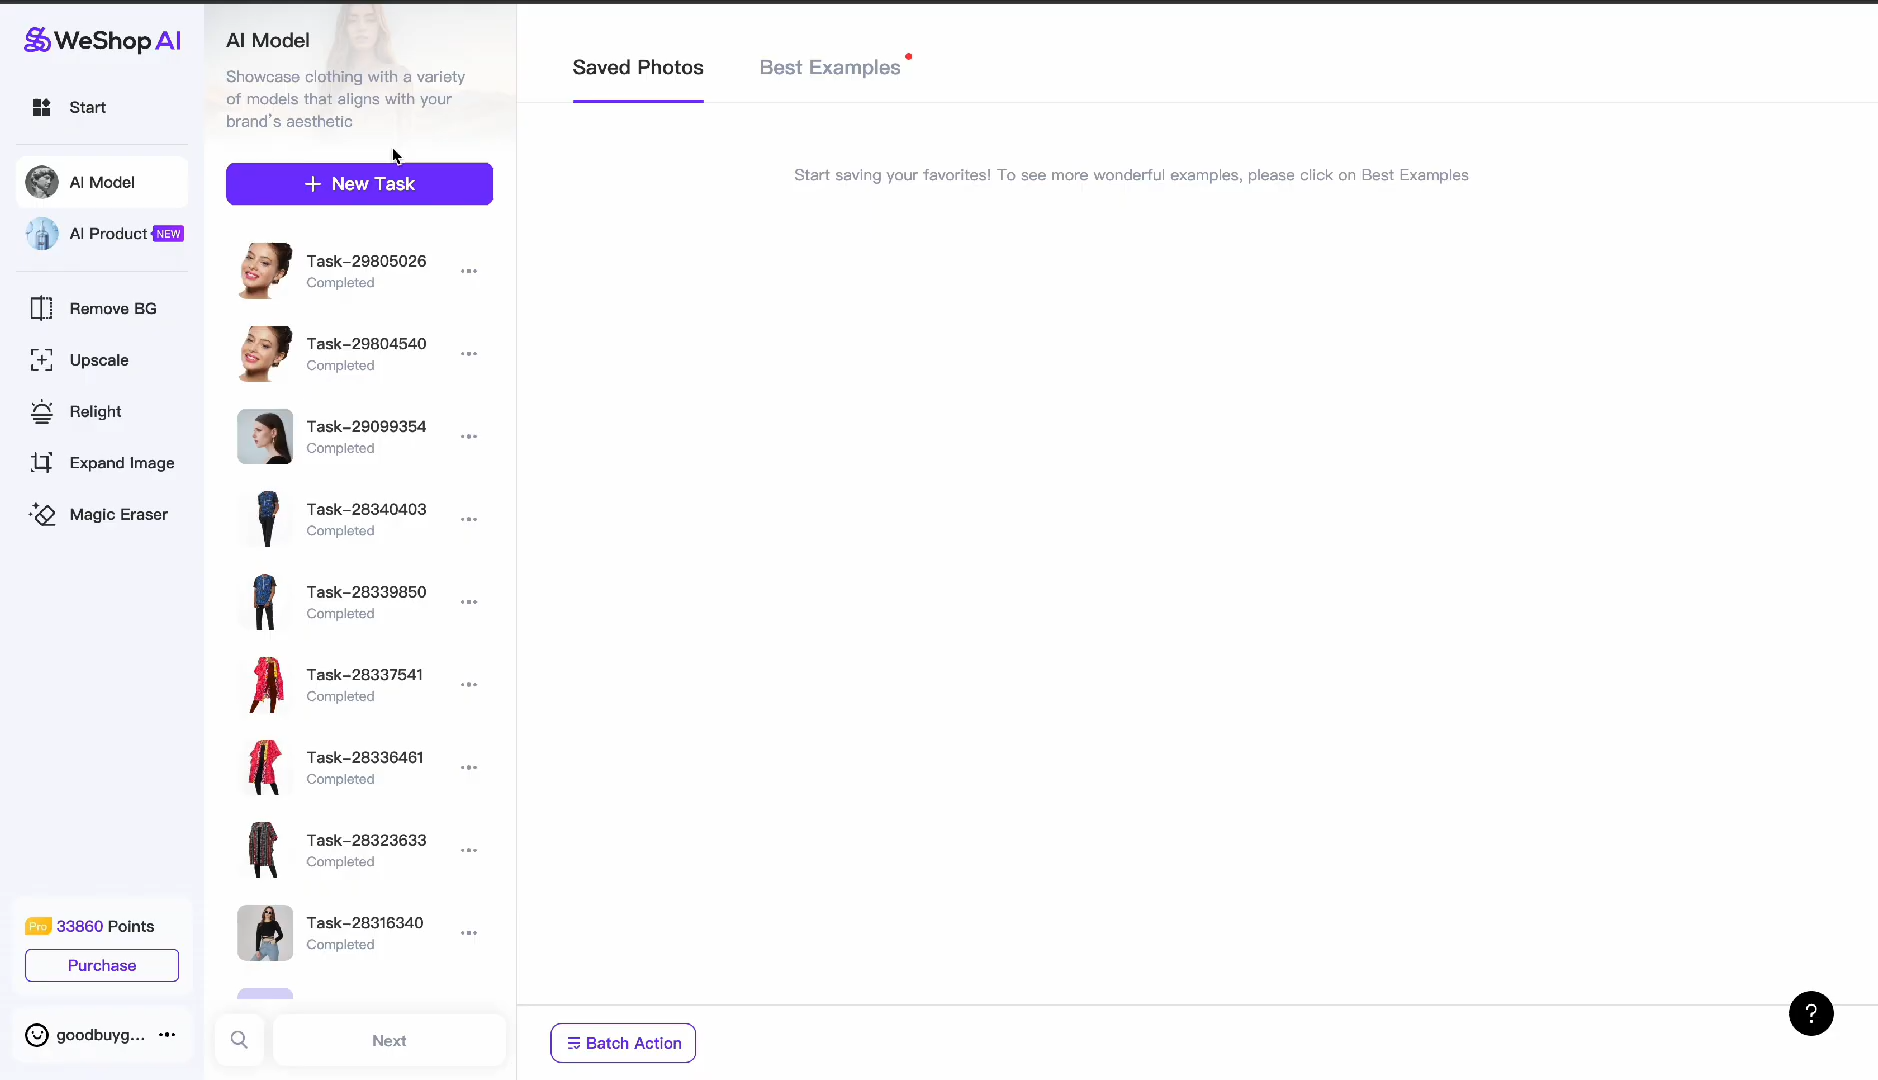 WeShop AI
Start
AI Model
AI Product NEW
Remove BG
Upscale
Relight
Expand Image
Magic Eraser
Pro 33860 Points
Purchase
goodbuyg...
AI Model
Showcase clothing with a variety
of models that aligns with your
brand's aesthetic
+ New Task
Task-29805026
Completed
Task-29804540
Completed
Task-29099354
Completed
Task-28340403
Completed
Task-28339850
Completed
Task-28337541
Completed
Task-28336461
Completed
Task-28323633
Completed
Task-28316340
Completed
Next
Saved Photos
Best Examples
Start saving your favorites! To see more wonderful examples, please click on Best Examples
Batch Action
?